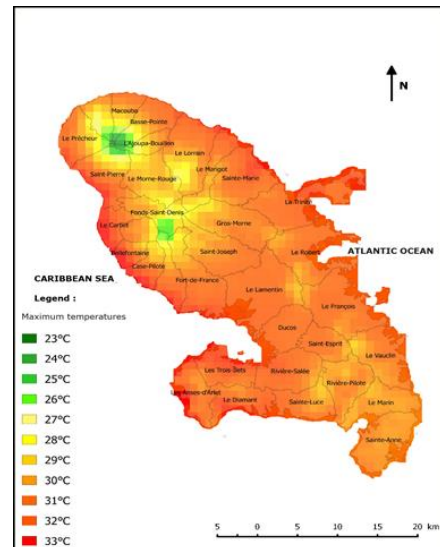 N
Macouba
Basse-Pointe
Le Prêcheur
L'Ajoupa-Bouillon
Le Lorrain
Saint-Pierre
Le Morne-Rouge
Le Marigot
Sainte-Marie
La Trinité
Fonds-Saint-Denis
Le Carbet
Gros-Morne
ATLANTIC OCEAN
Bellefontaine
Saint-Joseph
Le Robert
Case-Pilote
CARIBBEAN SEA
Fort-de-France
Le Lamentin
Legend :
Le François
Maximum temperatures
Ducos
23°C
Saint-Esprit
24°C
Le Vauclin
25°C
Les Trois-Îlets
Rivière-Salée
26°C
Rivière-Pilote
27°C
Les Anses-d'Arlet
Le Diamant
Sainte-Luce
Le Marin
28°C
29°C
Sainte-Anne
30°C
31°C
32°C
33°C
5 0 5 10 15 20 km